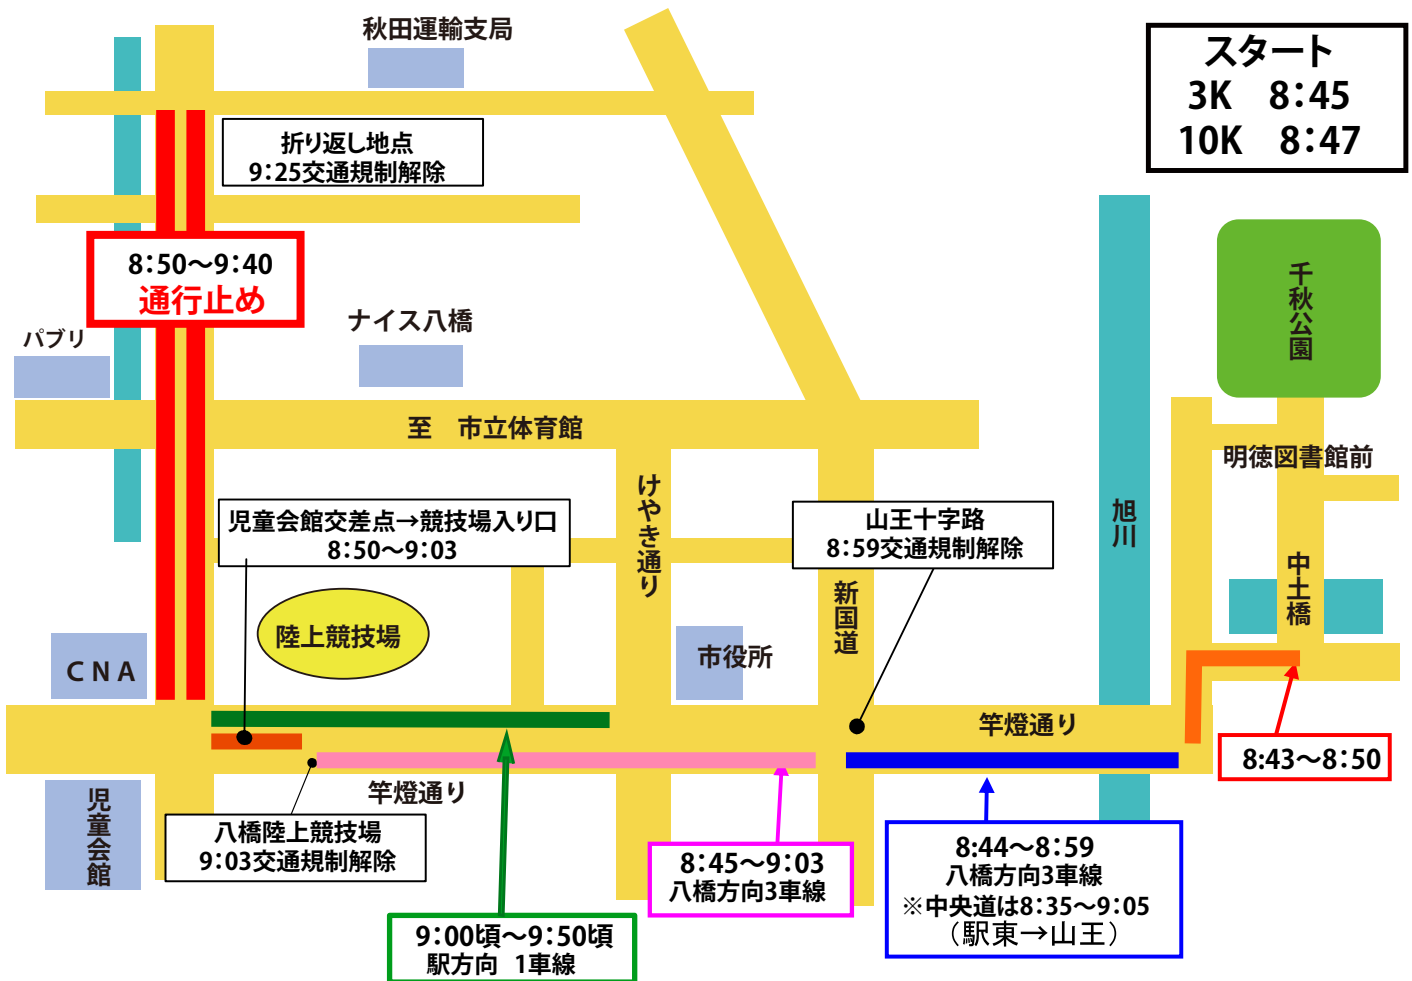 秋田運輸支局
スタート
3K 8:45
10K 8:47
折り返し地点
9:25交通規制解除
8:50～9:40
通行止め
千秋公園
ナイス八橋
パブリ
至 市立体育館
明徳図書館前
けやき通り
児童会館交差点→競技場入り口
8:50～9:03
山王十字路
8:59交通規制解除
旭川
中土橋
新国道
陸上競技場
市役所
CNA
竿燈通り
8:43～8:50
竿燈通り
児童会館
八橋陸上競技場
9:03交通規制解除
8:45～9:03
八橋方向3車線
8:44～8:59
八橋方向3車線
※中央道は8:35～9:05
（駅東→山王）
9:00頃～9:50頃
駅方向 1車線